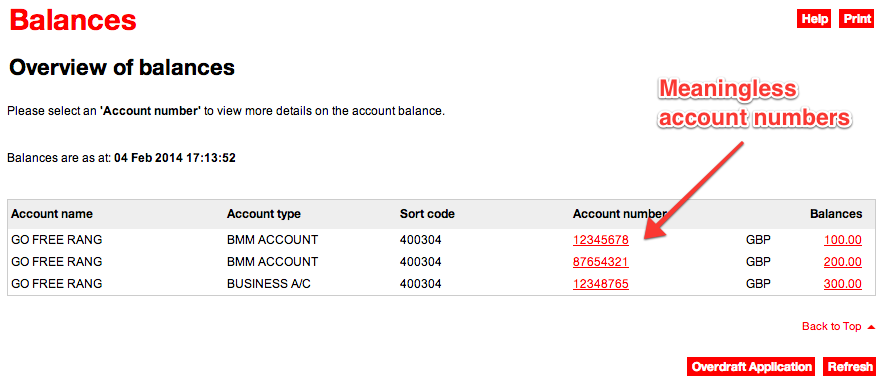 Balances
Help Print
Overview of balances
Meaningless
account numbers
Please select an 'Account number' to view more details on the account balance.
Balances are as at: 04 Feb 2014 17:13:52
Account name Account type Sort code Account number Balances
GO FREE RANG BMM ACCOUNT 400304 12345678 GBP 100.00
GO FREE RANG BMM ACCOUNT 400304 87654321 GBP 200.00
GO FREE RANG BUSINESS A/C 400304 12348765 GBP 300.00
Back to Top
Overdraft Application Refresh